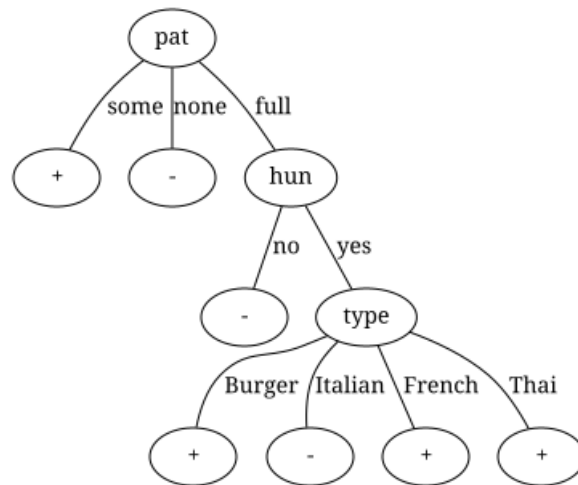 pat
some none full
+ - hun
no yes
- type
Burger Italian French Thai
+ - + +